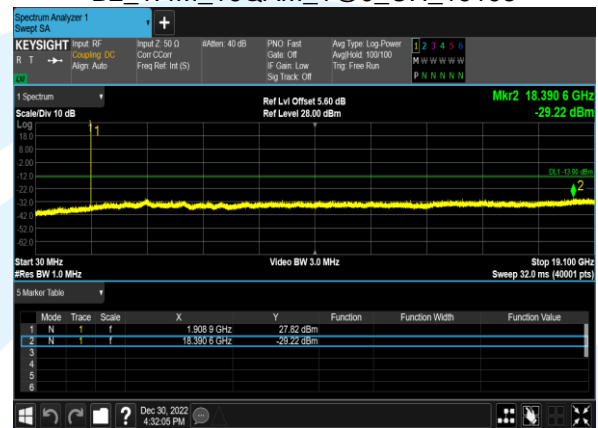 Spectrum Analyzer 1
Swept SA
+
KEYSIGHT
R T
LXI
Input: RF
Coupling: DC
Align: Auto
Input Z: 50 Ω
Corr CCorr
Freq Ref: Int (S)
#Atten: 40 dB
PNO: Fast
Gate: Off
IF Gain: Low
Sig Track: Off
Avg Type: Log-Power
Avg|Hold: 100/100
Trig: Free Run
1 2 3 4 5 6
M W W W W W
P N N N N N
1 Spectrum
Scale/Div 10 dB
Ref Lvl Offset 5.60 dB
Ref Level 28.00 dBm
Mkr2 18.390 6 GHz
-29.22 dBm
Log
1
18.0
8.00
-2.00
-12.0
DL1 -13.00 dBm
-22.0
2
-32.0
-42.0
-52.0
-62.0
Start 30 MHz
#Res BW 1.0 MHz
Video BW 3.0 MHz
Stop 19.100 GHz
Sweep 32.0 ms (40001 pts)
5 Marker Table
Mode Trace Scale X Y Function Function Width Function Value
1 N 1 f 1.908 9 GHz 27.82 dBm
2 N 1 f 18.390 6 GHz -29.22 dBm
3
4
5
6
?
Dec 30, 2022
4:32:05 PM